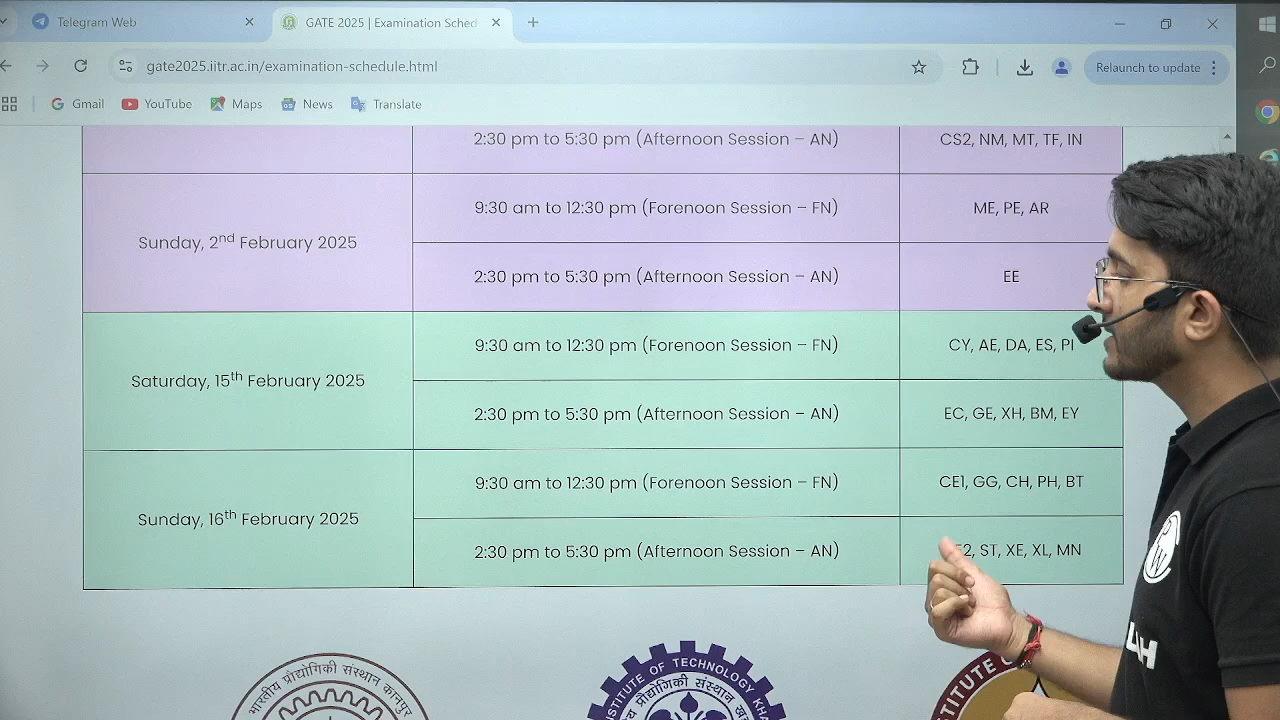 Telegram Web
GATE 2025 | Examination Sched
gate2025.iitr.ac.in/examination-schedule.html
Relaunch to update
Gmail
YouTube
Maps
News
Translate
2:30 pm to 5:30 pm (Afternoon Session – AN)
CS2, NM, MT, TF, IN
Sunday, 2nd February 2025
9:30 am to 12:30 pm (Forenoon Session – FN)
ME, PE, AR
2:30 pm to 5:30 pm (Afternoon Session – AN)
EE
Saturday, 15th February 2025
9:30 am to 12:30 pm (Forenoon Session – FN)
CY, AE, DA, ES, PI
2:30 pm to 5:30 pm (Afternoon Session – AN)
EC, GE, XH, BM, EY
Sunday, 16th February 2025
9:30 am to 12:30 pm (Forenoon Session – FN)
CE1, GG, CH, PH, BT
2:30 pm to 5:30 pm (Afternoon Session – AN)
ST, XE, XL, MN
भारतीय प्रौद्योगिकी संस्थान कानपुर
INSTITUTE OF TECHNOLOGY
प्रौद्योगिकी संस्थान